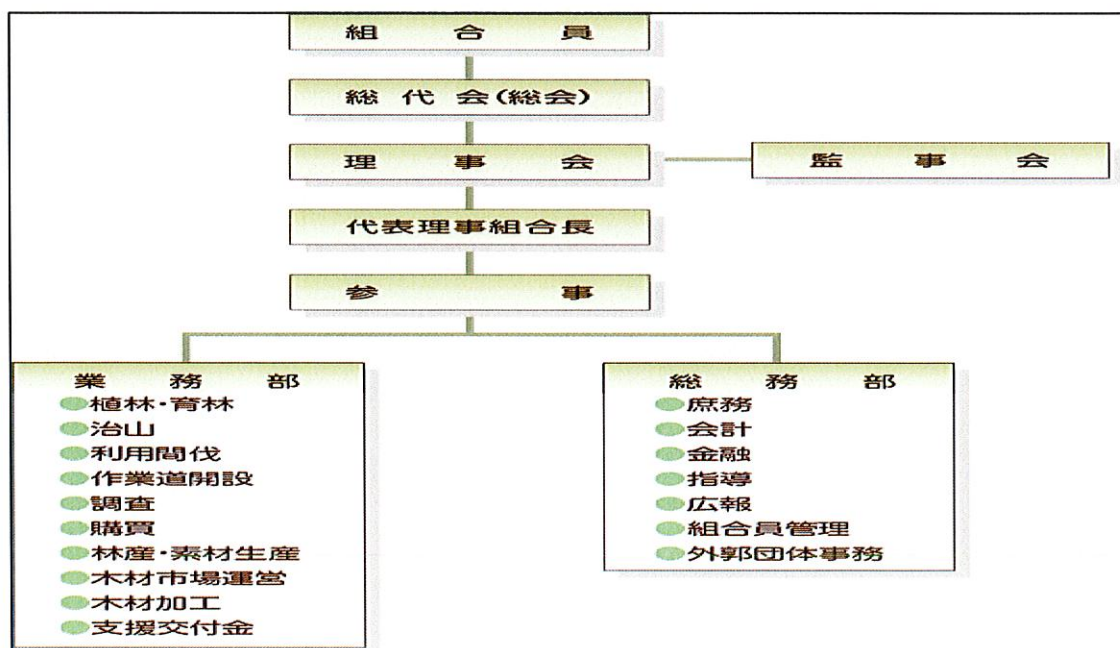 組合員
総代会(総会)
理事会
監事会
代表理事組合長
参事
業務部
植林・育林
治山
利用間伐
作業道開設
調査
購買
林産・素材生産
木材市場運営
木材加工
支援交付金
総務部
庶務
会計
金融
指導
広報
組合員管理
外郭団体事務